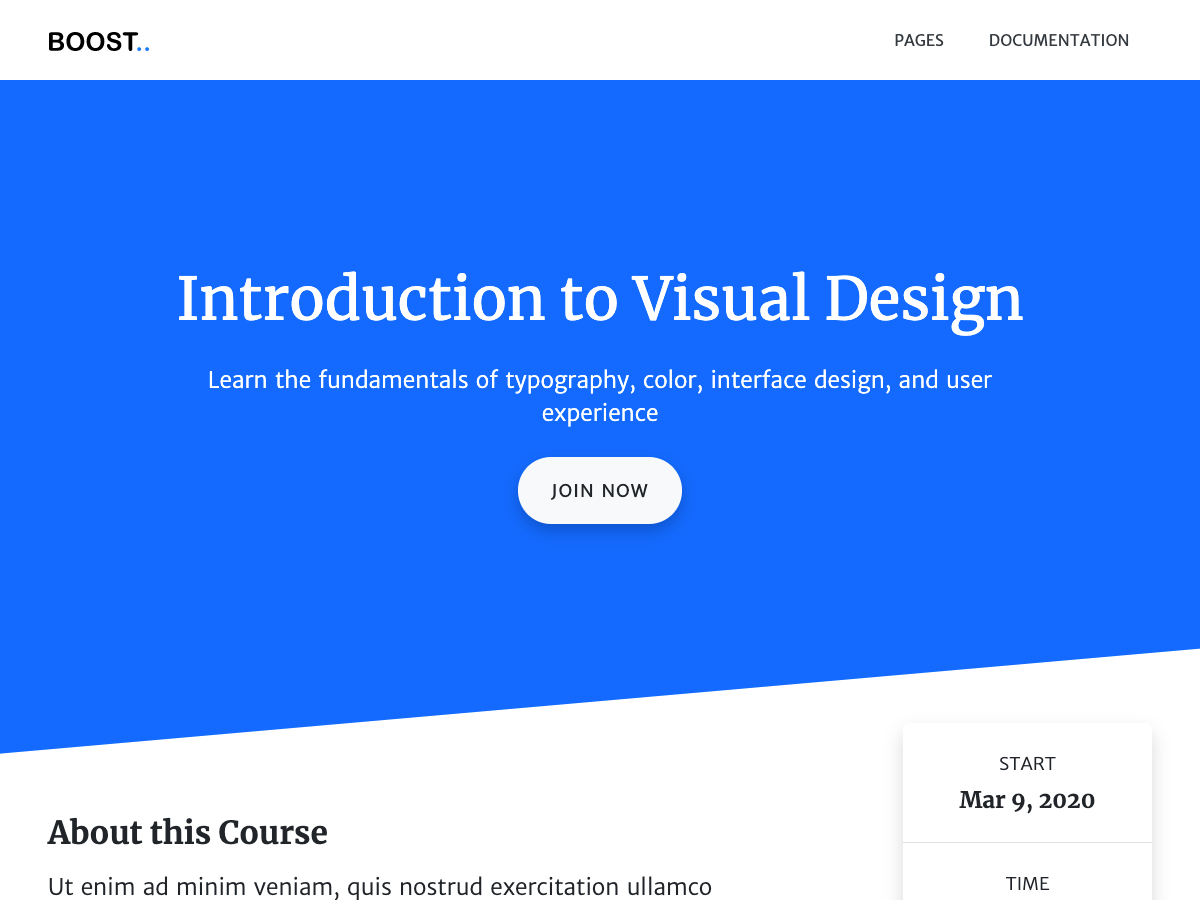 BOOST..
PAGES
DOCUMENTATION
Introduction to Visual Design
Learn the fundamentals of typography, color, interface design, and user
experience
JOIN NOW
START
Mar 9, 2020
About this Course
TIME
Ut enim ad minim veniam, quis nostrud exercitation ullamco